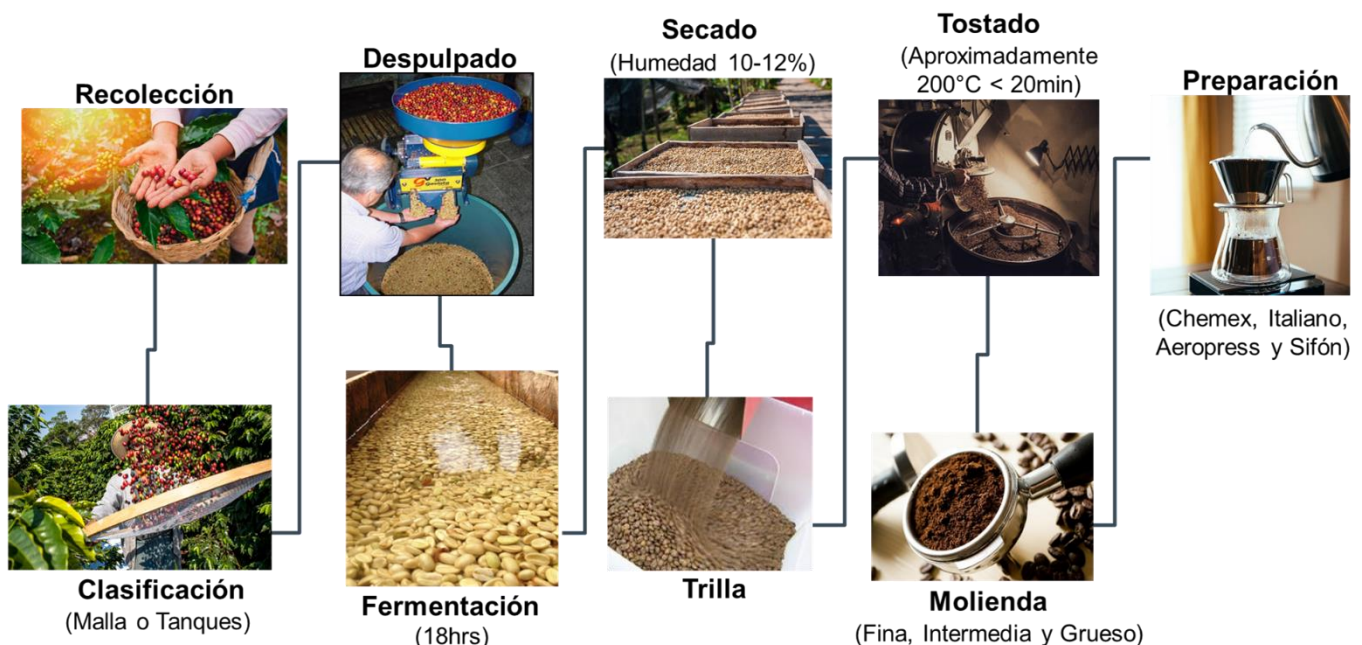 Recolección
Clasificación
(Malla o Tanques)
Despulpado
Fermentación
(18hrs)
Secado
(Humedad 10-12%)
Trilla
Tostado
(Aproximadamente
200°C < 20min)
Molienda
(Fina, Intermedia y Grueso)
Preparación
(Chemex, Italiano,
Aeropress y Sifón)